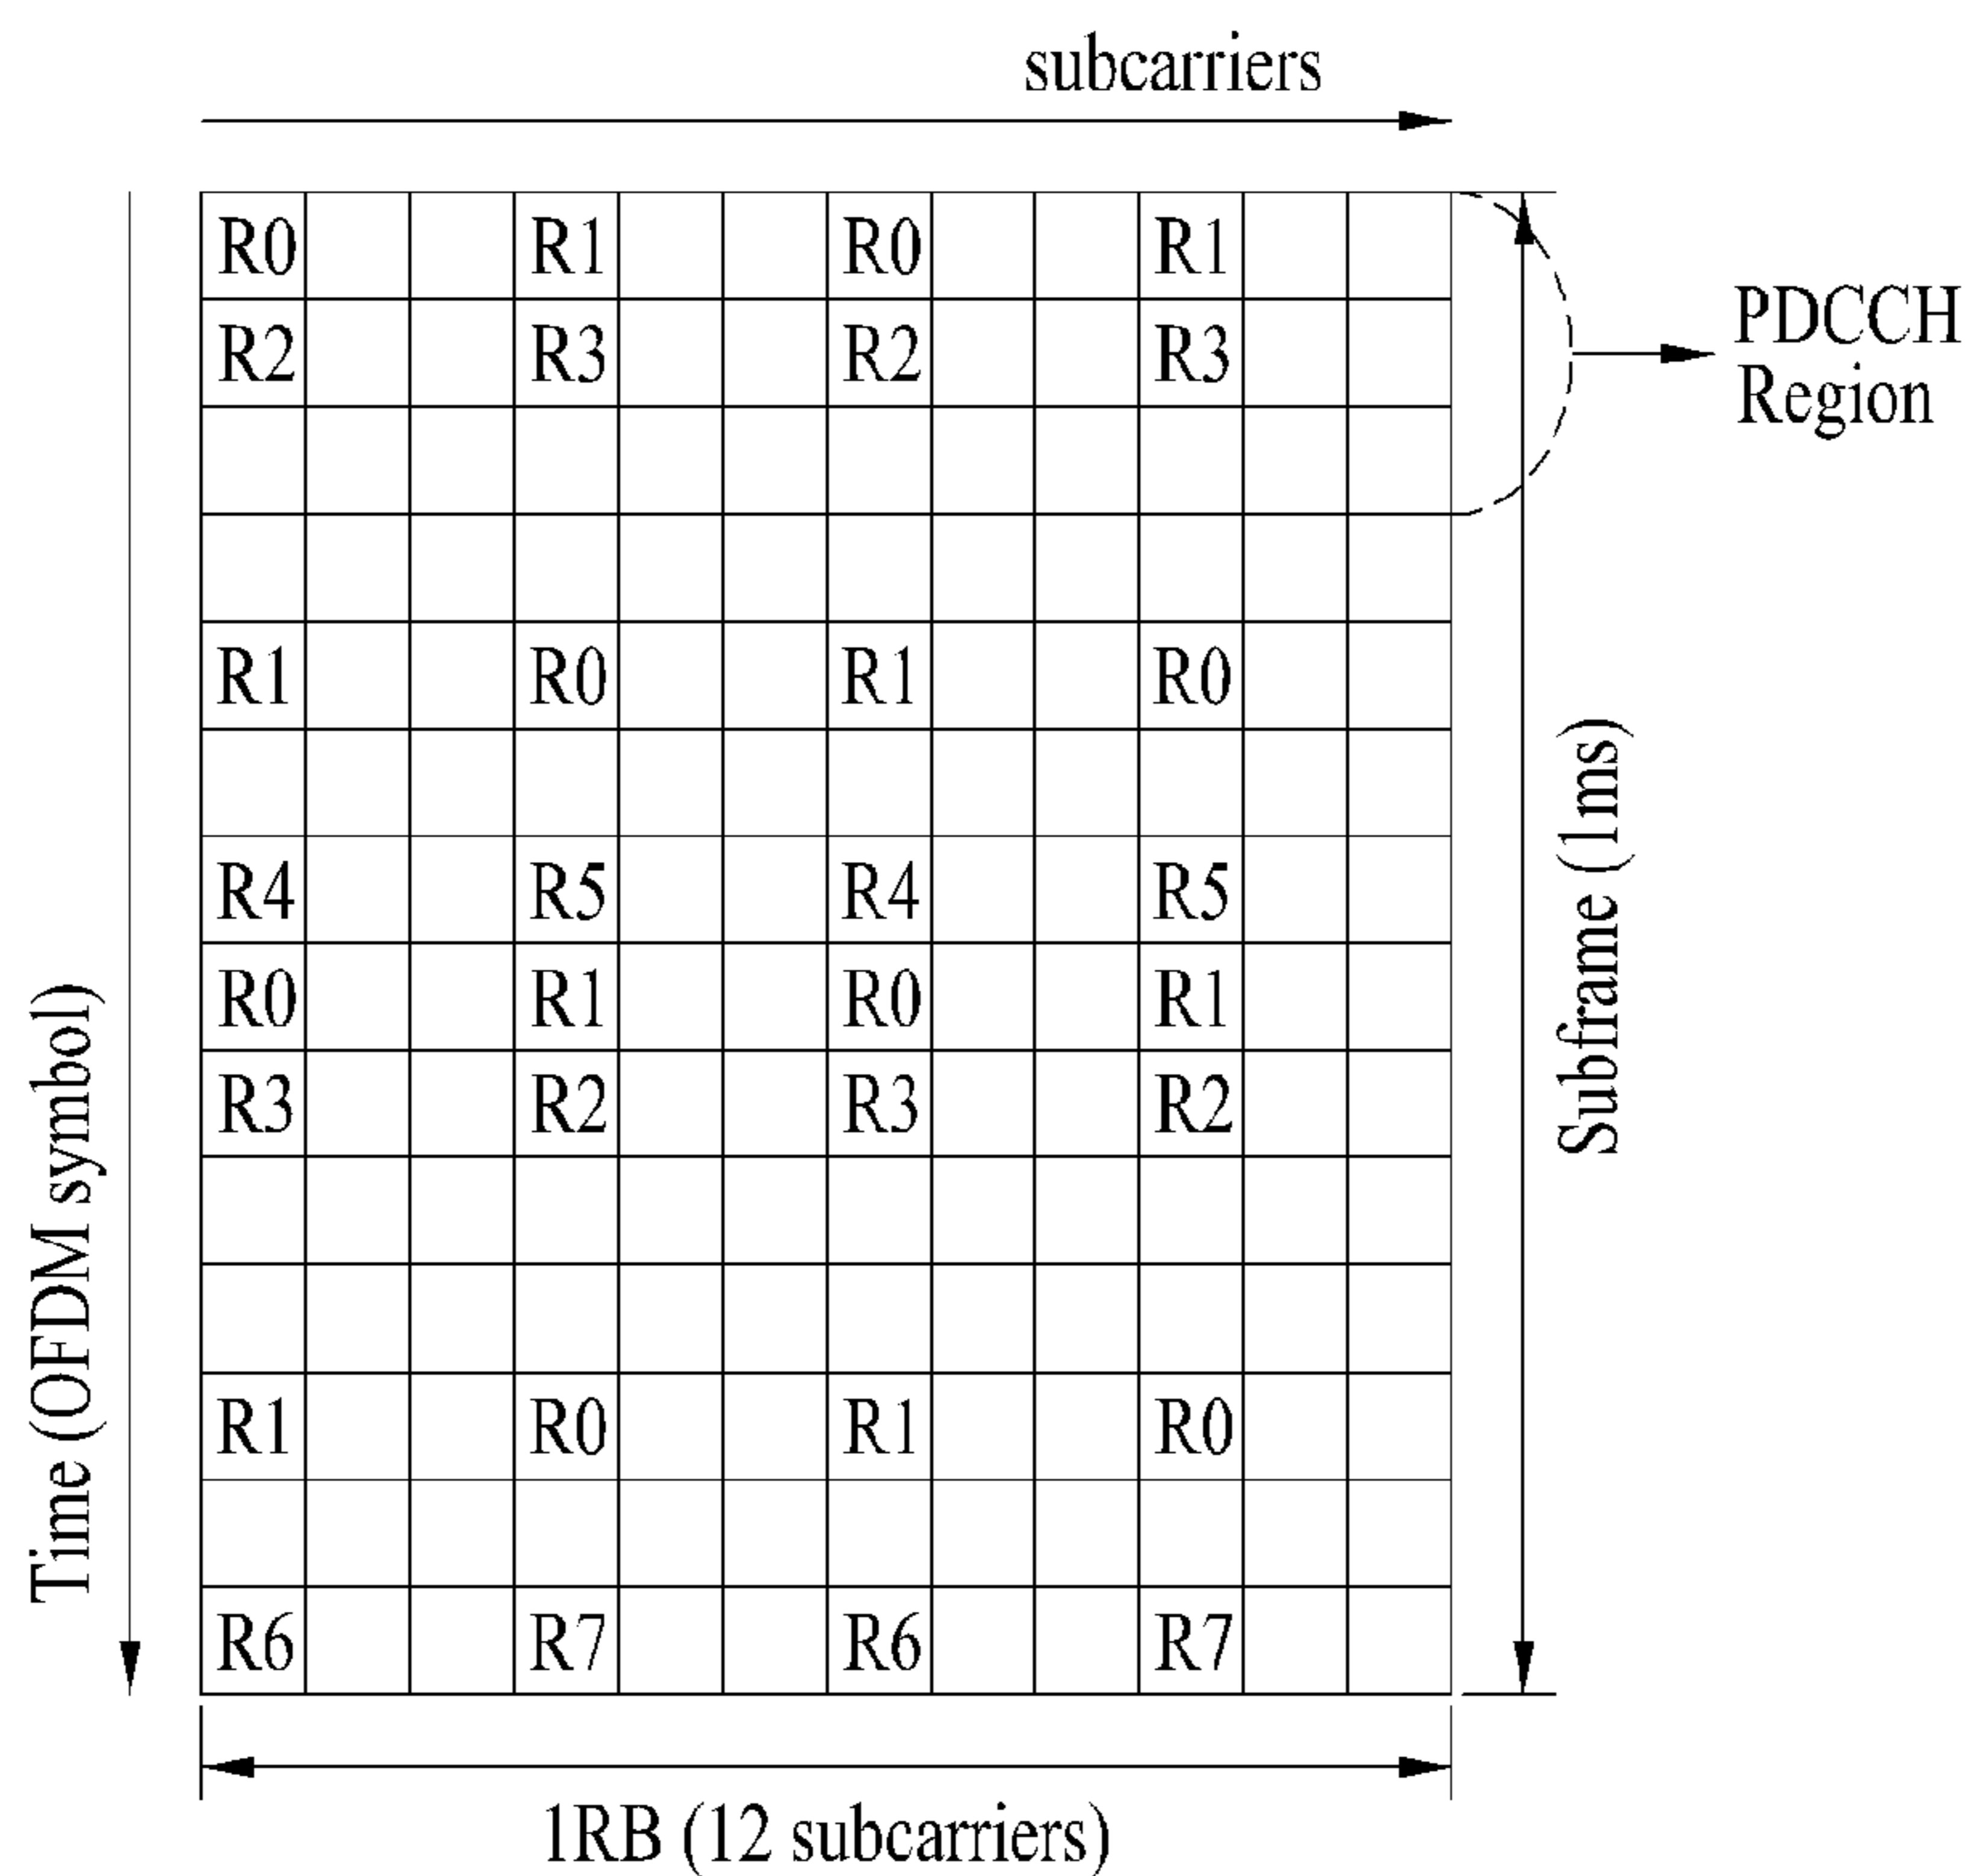 subcarriers
R0 R1 R0 R1
R2 R3 R2 R3
PDCCH
Region
R1 R0 R1 R0
R4 R5 R4 R5
R0 R1 R0 R1
R3 R2 R3 R2
R1 R0 R1 R0
R6 R7 R6 R7
Time (OFDM symbol)
Subframe (1ms)
1RB (12 subcarriers)